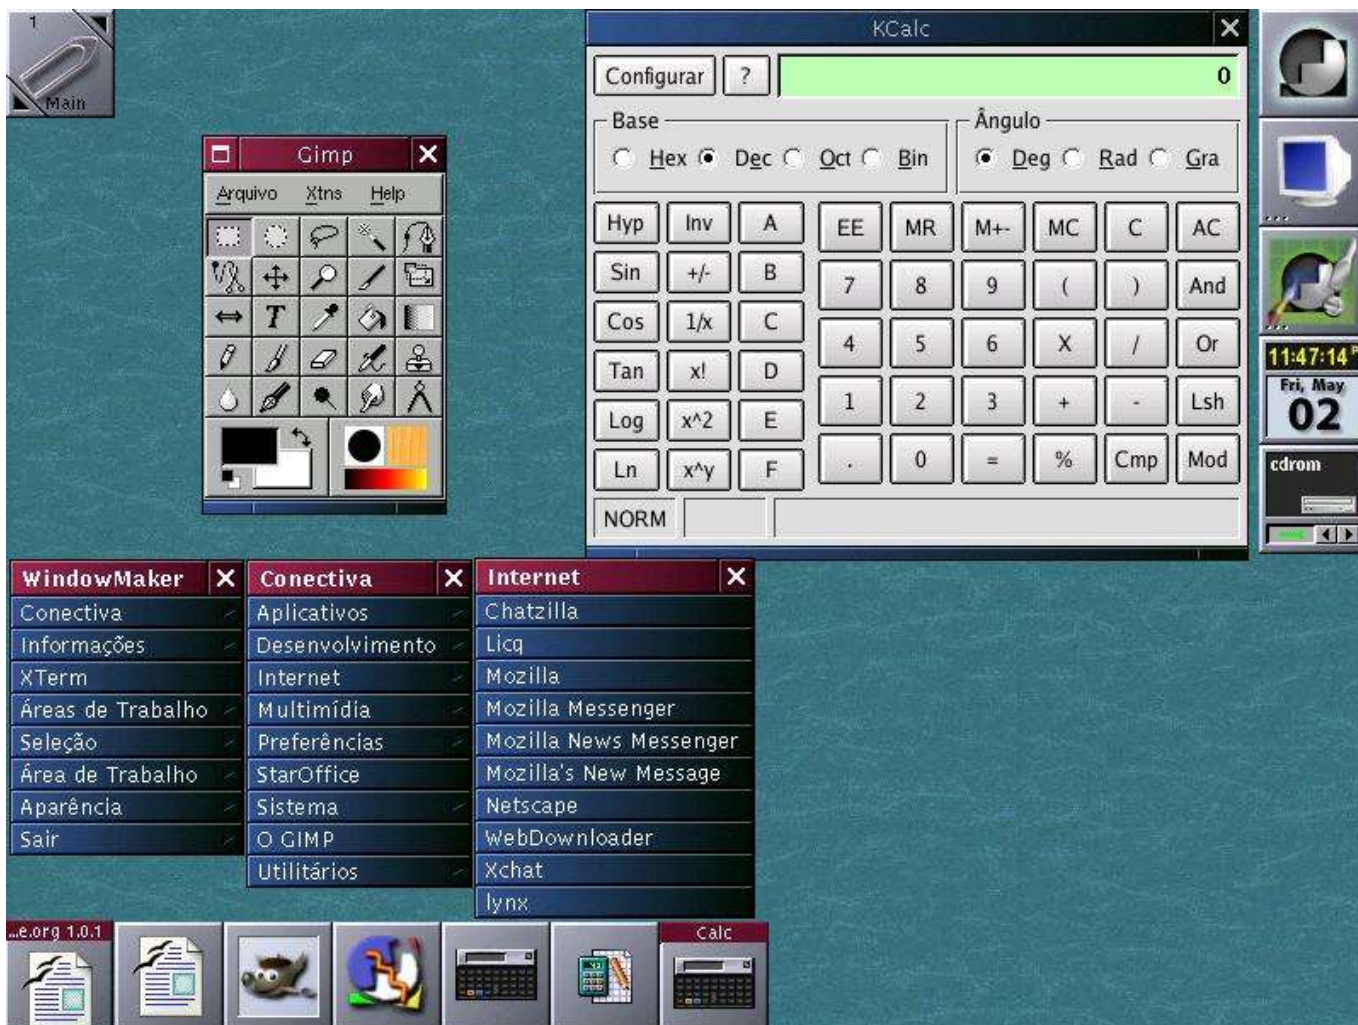 1
Main
Gimp
Arquivo Xtns Help
KCalc
Configurar ? 0
Base
Hex Dec Oct Bin
Ângulo
Deg Rad Gra
Hyp Inv A EE MR M+- MC C AC
Sin +/- B 7 8 9 ( ) And
Cos 1/x C 4 5 6 X / Or
Tan x! D 1 2 3 + - Lsh
Log x^2 E . 0 = % Cmp Mod
Ln x^y F
NORM
11:47:14 P
Fri, May
02
cdrom
WindowMaker
Conectiva
Informações
XTerm
Áreas de Trabalho
Seleção
Área de Trabalho
Aparência
Sair
Conectiva
Aplicativos
Desenvolvimento
Internet
Multimídia
Preferências
StarOffice
Sistema
O GIMP
Utilitários
Internet
Chatzilla
Licq
Mozilla
Mozilla Messenger
Mozilla News Messenger
Mozilla's New Message
Netscape
WebDownloader
Xchat
lynx
...e.org 1.0.1
Calc